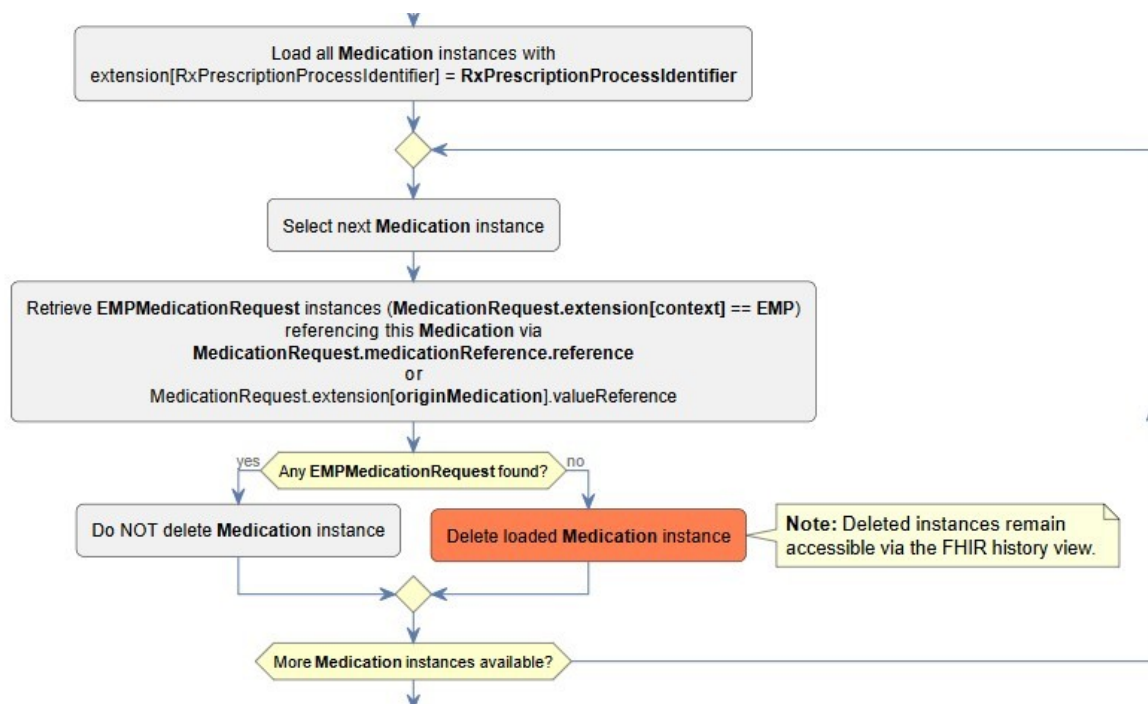 Load all Medication instances with
extension[RxPrescriptionProcessIdentifier] = RxPrescriptionProcessIdentifier
Select next Medication instance
Retrieve EMPMedicationRequest instances (MedicationRequest.extension[context] == EMP)
referencing this Medication via
MedicationRequest.medicationReference.reference
or
MedicationRequest.extension[originMedication].valueReference
yes
Any EMPMedicationRequest found?
no
Do NOT delete Medication instance
Delete loaded Medication instance
Note: Deleted instances remain
accessible via the FHIR history view.
More Medication instances available?